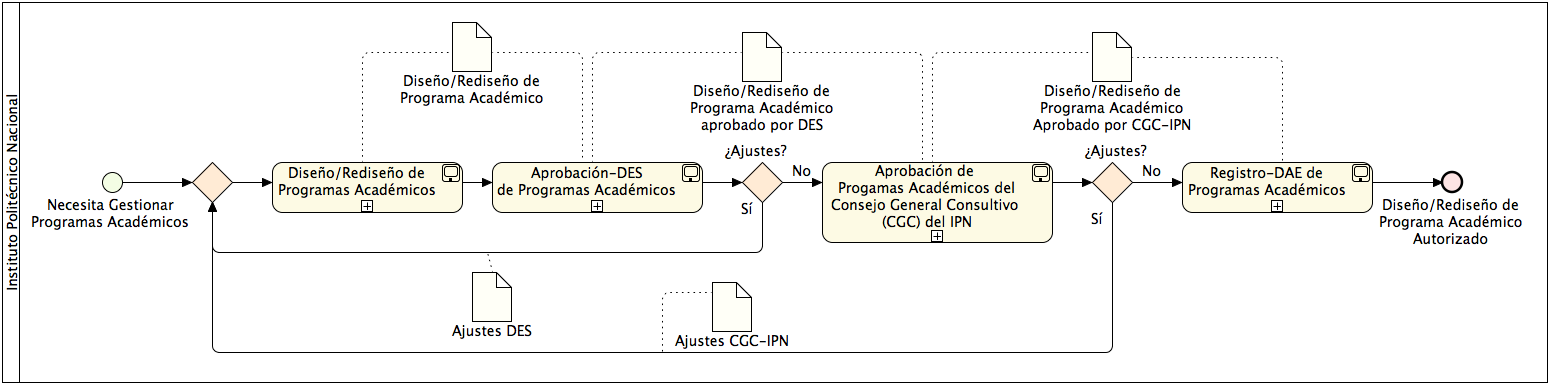 Instituto Politécnico Nacional
Necesita Gestionar
Programas Académicos
Diseño/Rediseño de
Programas Académicos
Diseño/Rediseño de
Programa Académico
Aprobación-DES
de Programas Académicos
Diseño/Rediseño de
Programa Académico
aprobado por DES
¿Ajustes?
No
Sí
Ajustes DES
Aprobación de
Progamas Académicos del
Consejo General Consultivo
(CGC) del IPN
Diseño/Rediseño de
Programa Académico
Aprobado por CGC-IPN
¿Ajustes?
No
Sí
Ajustes CGC-IPN
Registro-DAE de
Programas Académicos
Diseño/Rediseño de
Programa Académico
Autorizado